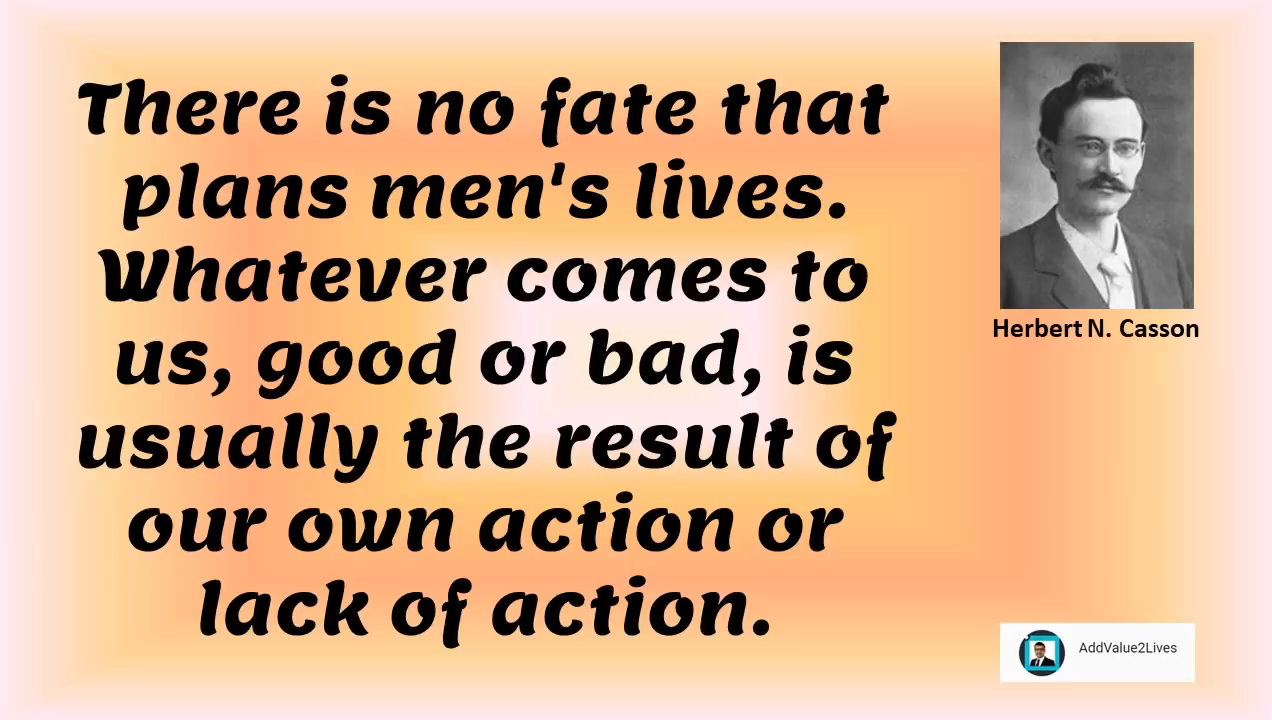 There is no fate that
plans men's lives.
Whatever comes to
us, good or bad, is
usually the result of
our own action or
lack of action.
Herbert N. Casson
AddValue2Lives